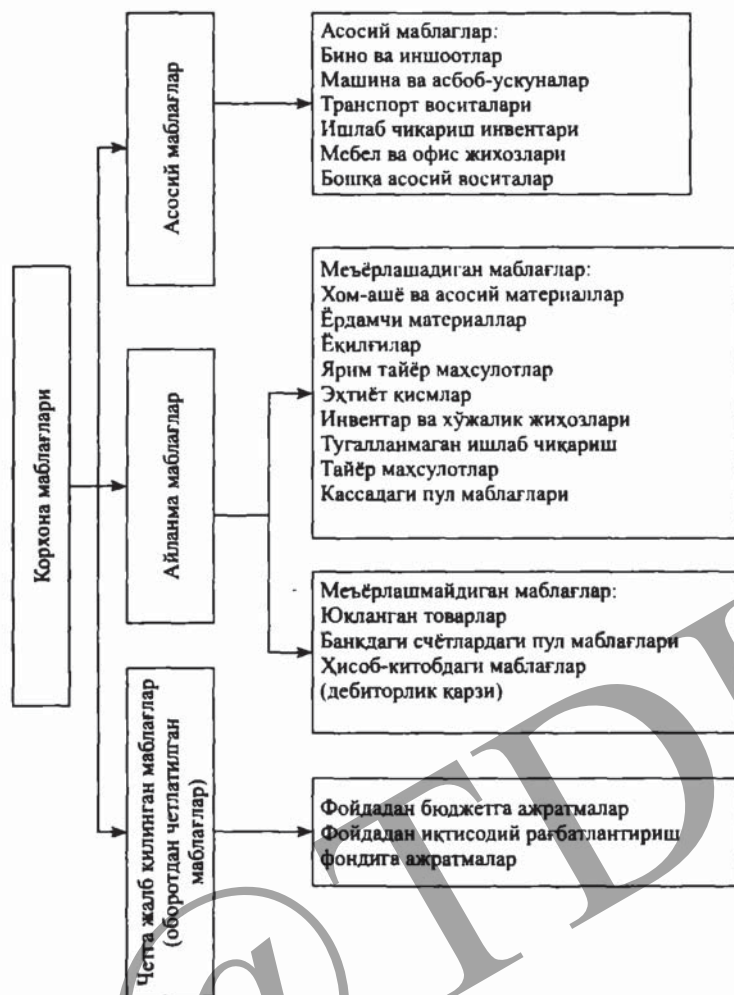 Корхона маблағлари
Асосий маблағлар
Асосий маблаглар:
Бино ва иншоотлар
Машина ва асбоб-ускуналар
Транспорт воситалари
Ишлаб чиқариш инвентари
Мебел ва офис жихозлари
Бошқа асосий воситалар
Айланма маблағлар
Меъёрлашадиган маблағлар:
Хом-ашё ва асосий материаллар
Ёрдамчи материаллар
Ёқилғилар
Ярим тайёр маҳсулотлар
Эҳтиёт қисмлар
Инвентар ва хўжалик жиҳозлари
Тугалланмаган ишлаб чиқариш
Тайёр маҳсулотлар
Кассадаги пул маблағлари
Меъёрлашмайдиган маблағлар:
Юкланган товарлар
Банкдаги счётлардаги пул маблағлари
Ҳисоб-китобдаги маблағлар
(дебиторлик қарзи)
Четга жалб қилинган маблағлар
(оборотдан четлатилган
маблағлар)
Фойдадан бюджетга ажратмалар
Фойдадан иқтисодий рағбатлантириш
фондига ажратмалар